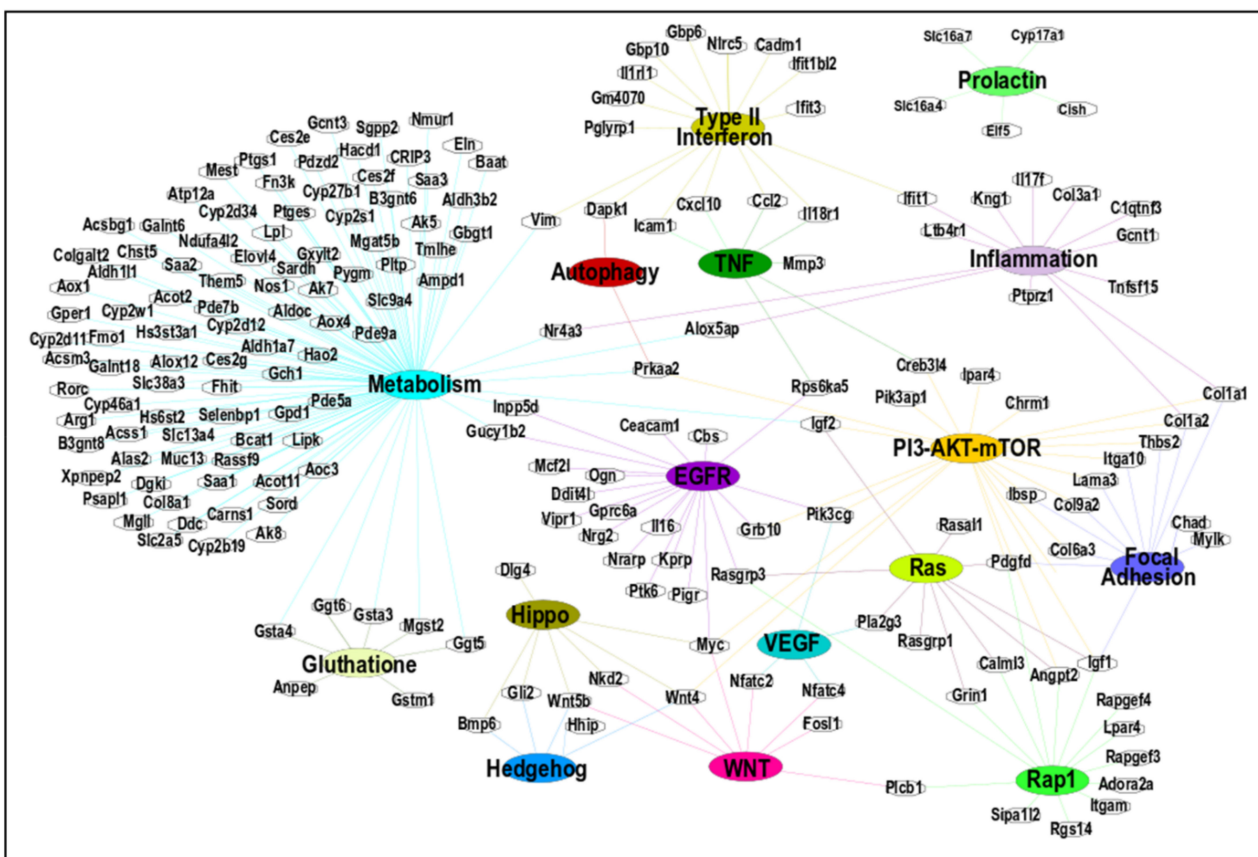 Gbp6
Nlrc5
Cadm1
Gbp10
Il1rl1
Ifit1bl2
Gm4070
Ifit3
Pglyrp1
Type II
Interferon
Slc16a7
Cyp17a1
Prolactin
Slc16a4
Cish
Elf5
Gcnt3
Sgpp2
Nmur1
Ces2e
Hacd1
CRIP3
Eln
Ptgs1
Pdzd2
Baat
Mest
Fn3k
Ces2f
Saa3
Atp12a
Cyp27b1
B3gnt6
Aldh3b2
Cyp2d34
Ptges
Cyp2s1
Ak5
Acsbg1
Galnt6
Lpl
Gbgt1
Ndufa4l2
Mgat5b
Tmlhe
Colgalt2
Chst5
Elovl4
Gxylt2
Pltp
Aldh1l1
Saa2
Sardh
Pygm
Ampd1
Aox1
Acot2
Them5
Nos1
Ak7
Slc9a4
Gper1
Cyp2w1
Pde7b
Aldoc
Aox4
Pde9a
Cyp2d11
Fmo1
Hs3st3a1
Cyp2d12
Aldh1a7
Hao2
Acsm3
Galnt18
Alox12
Ces2g
Gch1
Rorc
Slc38a3
Fhit
Pde5a
Metabolism
Cyp46a1
Arg1
Hs6st2
Selenbp1
Gpd1
B3gnt8
Acss1
Slc13a4
Bcat1
Lipk
Alas2
Muc13
Rassf9
Aoc3
Xpnpep2
Dgki
Saa1
Acot11
Psapl1
Col8a1
Sord
Mgll
Ddc
Carns1
Slc2a5
Cyp2b19
Ak8
Vim
Dapk1
Cxcl10
Ccl2
Icam1
Il18r1
Autophagy
TNF
Mmp3
Ifit1
Kng1
Il17f
Col3a1
Ltb4r1
C1qtnf3
Gcnt1
Inflammation
Ptprz1
Tnfsf15
Nr4a3
Alox5ap
Prkaa2
Rps6ka5
Creb3l4
Ipar4
Pik3ap1
Chrm1
Col1a1
Inpp5d
Gucy1b2
Ceacam1
Cbs
Igf2
Col1a2
PI3-AKT-mTOR
Thbs2
Itga10
Mcf2l
Ogn
EGFR
Lama3
Ddit4l
Gprc6a
Ibsp
Col9a2
Vipr1
Nrg2
Il16
Grb10
Pik3cg
Rasal1
Chad
Mylk
Nrarp
Kprp
Col6a3
Focal
Adhesion
Ptk6
Pigr
Rasgrp3
Ras
Pdgfd
Dlg4
Hippo
Myc
VEGF
Pla2g3
Rasgrp1
Ggt6
Gsta3
Gsta4
Mgst2
Ggt5
Gluthatione
Anpep
Gstm1
Nkd2
Gli2
Wnt5b
Wnt4
Nfatc2
Nfatc4
Calml3
Igf1
Angpt2
Grin1
Bmp6
Hhip
Fosl1
Rapgef4
Lpar4
Hedgehog
WNT
Plcb1
Rap1
Rapgef3
Adora2a
Itgam
Sipa1l2
Rgs14